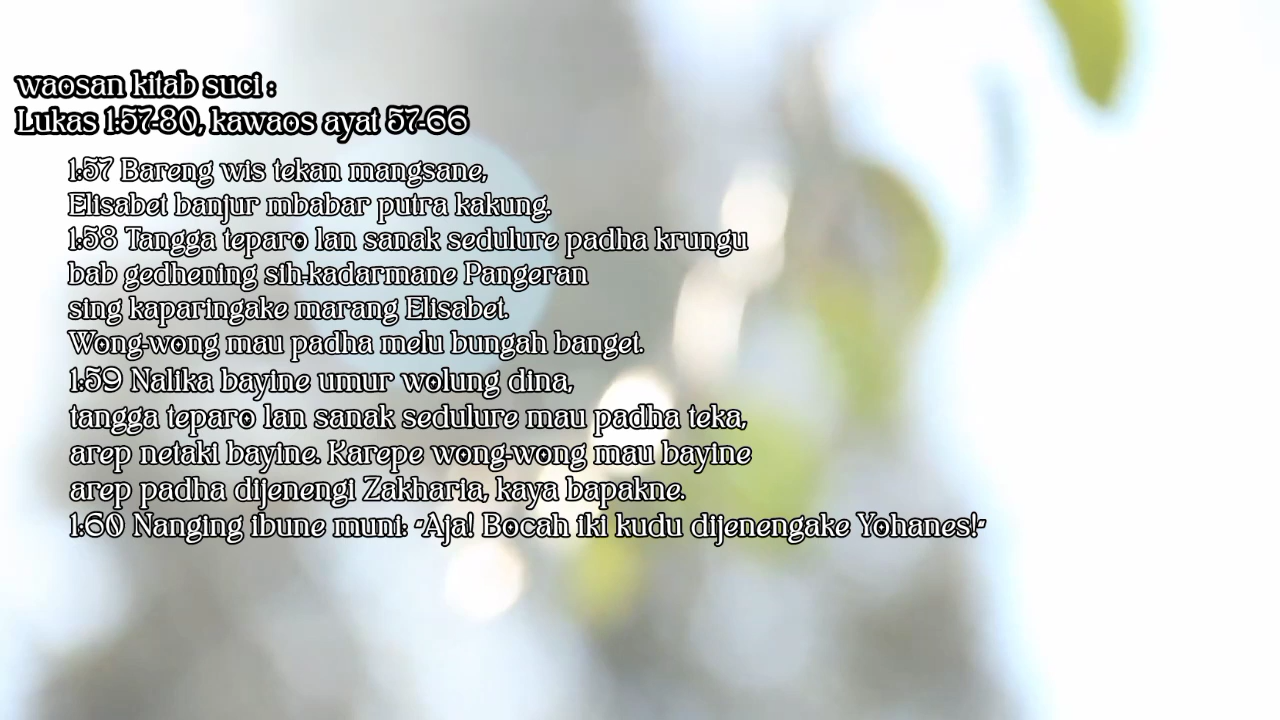 waosan kitab suci :
Lukas 1:57-80, kawaos ayat 57-66
1:57 Bareng wis tekan mangsane,
Elisabet banjur mbabar putra kakung.
1:58 Tangga teparo lan sanak sedulure padha krungu
bab gedhening sih-kadarmane Pangeran
sing kaparingake marang Elisabet.
Wong-wong mau padha melu bungah banget.
1:59 Nalika bayine umur wolung dina,
tangga teparo lan sanak sedulure mau padha teka,
arep netaki bayine. Karepe wong-wong mau bayine
arep padha dijenengi Zakharia, kaya bapakne.
1:60 Nanging ibune muni: "Aja! Bocah iki kudu dijenengake Yohanes!"